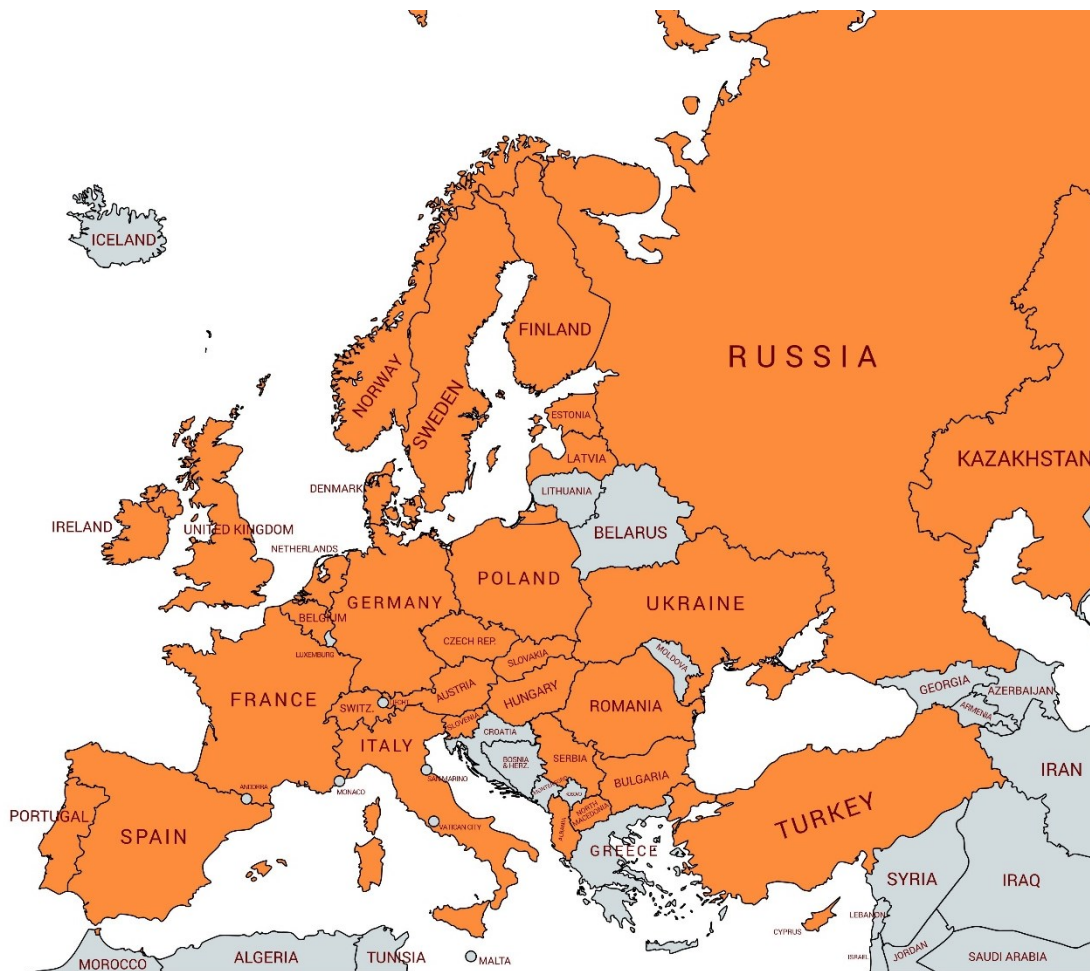 ICELAND
RUSSIA
FINLAND
NORWAY
SWEDEN
ESTONIA
LATVIA
KAZAKHSTAN
DENMARK
LITHUANIA
BELARUS
IRELAND
UNITED KINGDOM
NETHERLANDS
POLAND
GERMANY
UKRAINE
BELGIUM
LUXEMBURG
CZECH REP.
SLOVAKIA
MOLDOVA
FRANCE
SWITZ.
LIECHT.
AUSTRIA
HUNGARY
ROMANIA
GEORGIA
AZERBAIJAN
ARMENIA
SLOVENIA
CROATIA
ITALY
BOSNIA
& HERZ.
SERBIA
SAN MARINO
MONTENEGRO
BULGARIA
IRAN
ANDORRA
MONACO
PORTUGAL
SPAIN
VATICAN CITY
NORTH
MACEDONIA
ALBANIA
TURKEY
GREECE
SYRIA
IRAQ
LEBANON
CYPRUS
MOROCCO
ALGERIA
TUNISIA
MALTA
ISRAEL
JORDAN
SAUDI ARABIA